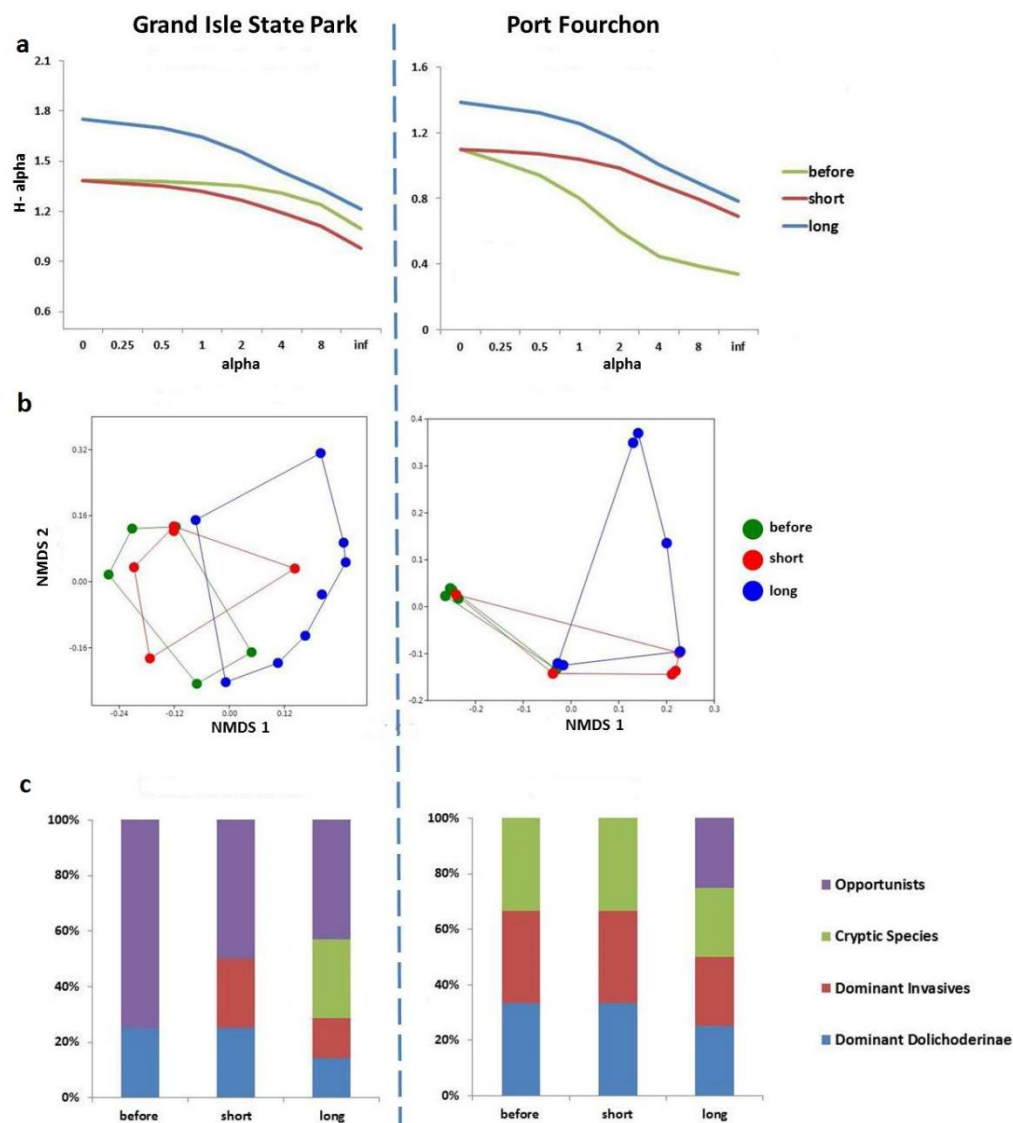 Grand Isle State Park
Port Fourchon
a
2.1
1.8
1.5
1.2
0.9
0.6
H- alpha
0 0.25 0.5 1 2 4 8 inf
alpha
1.6
1.2
0.8
0.4
0
0 0.25 0.5 1 2 4 8 inf
alpha
before
short
long
b
0.32
0.16
0.00
-0.16
NMDS 2
-0.24 -0.12 0.00 0.12
NMDS 1
0.4
0.3
0.2
0.1
0.0
-0.1
-0.2
-0.2 -0.1 0.0 0.1 0.2 0.3
NMDS 1
before
short
long
c
100%
80%
60%
40%
20%
0%
before short long
100%
80%
60%
40%
20%
0%
before short long
Opportunists
Cryptic Species
Dominant Invasives
Dominant Dolichoderinae